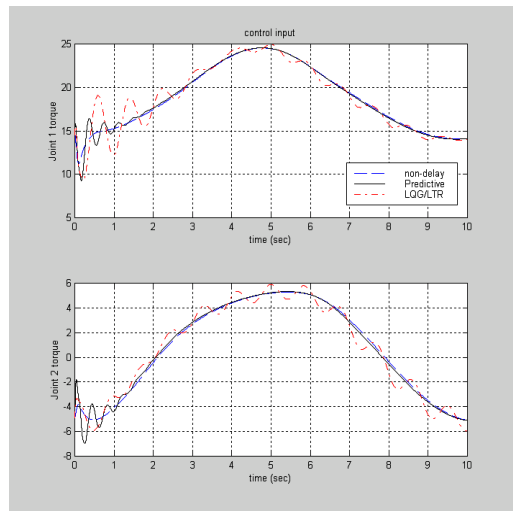 control input
25
20
15
10
5
Joint 1 torque
0 1 2 3 4 5 6 7 8 9 10
time (sec)
non-delay
Predictive
LQG/LTR
6
4
2
0
-2
-4
-6
-8
Joint 2 torque
0 1 2 3 4 5 6 7 8 9 10
time (sec)